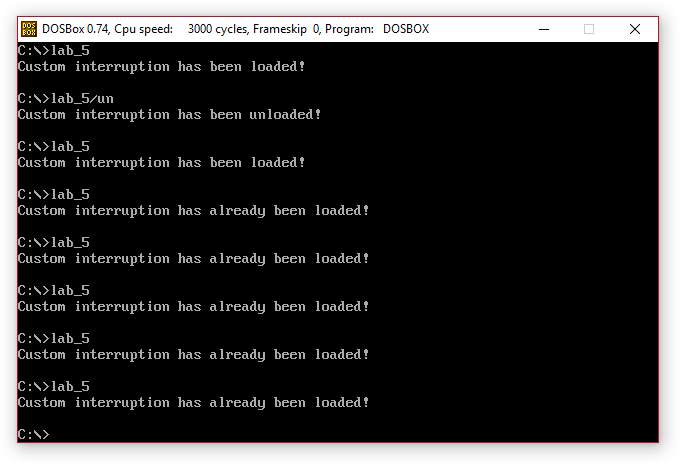 DOS
BOX
DOSBox 0.74, Cpu speed: 3000 cycles, Frameskip 0, Program: DOSBOX
C:\>lab_5
Custom interruption has been loaded!
C:\>lab_5/un
Custom interruption has been unloaded!
C:\>lab_5
Custom interruption has been loaded!
C:\>lab_5
Custom interruption has already been loaded!
C:\>lab_5
Custom interruption has already been loaded!
C:\>lab_5
Custom interruption has already been loaded!
C:\>lab_5
Custom interruption has already been loaded!
C:\>lab_5
Custom interruption has already been loaded!
C:\>